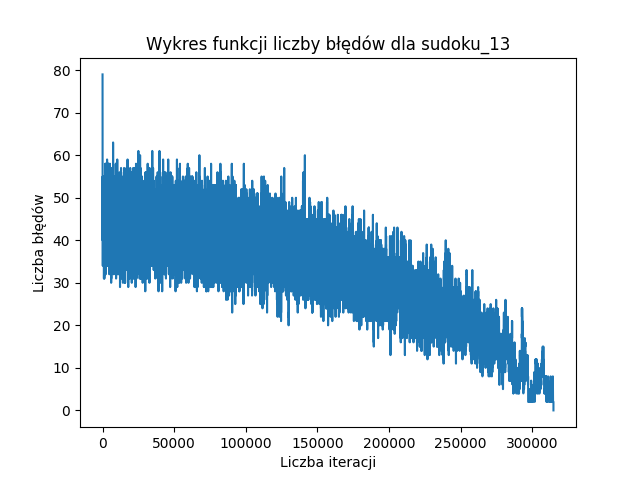 Wykres funkcji liczby błędów dla sudoku_13
80
70
60
50
40
30
20
10
0
Liczba błędów
0 50000 100000 150000 200000 250000 300000
Liczba iteracji